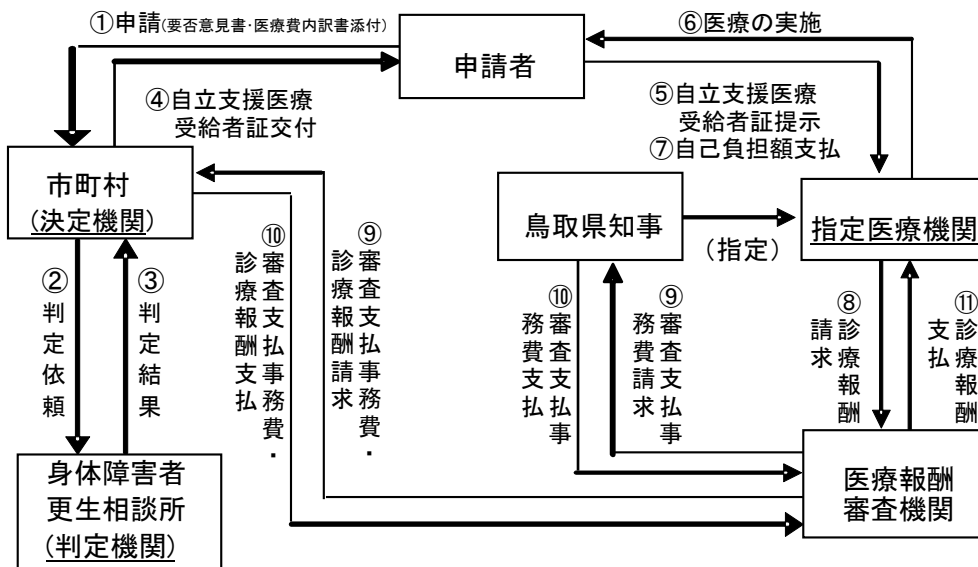 ①申請(要否意見書・医療費内訳書添付)
⑥医療の実施
申請者
④自立支援医療
受給者証交付
⑤自立支援医療
受給者証提示
⑦自己負担額支払
市町村
(決定機関)
鳥取県知事
(指定)
指定医療機関
②判定依頼
③判定結果
⑩審査支払事務費・
診療報酬支払
⑨審査支払事務費・
診療報酬請求
⑩審査支払事
務費支払
⑨審査支払事
務費請求
⑧診療報酬
請求
⑪診療報酬
支払
身体障害者
更生相談所
(判定機関)
医療報酬
審査機関